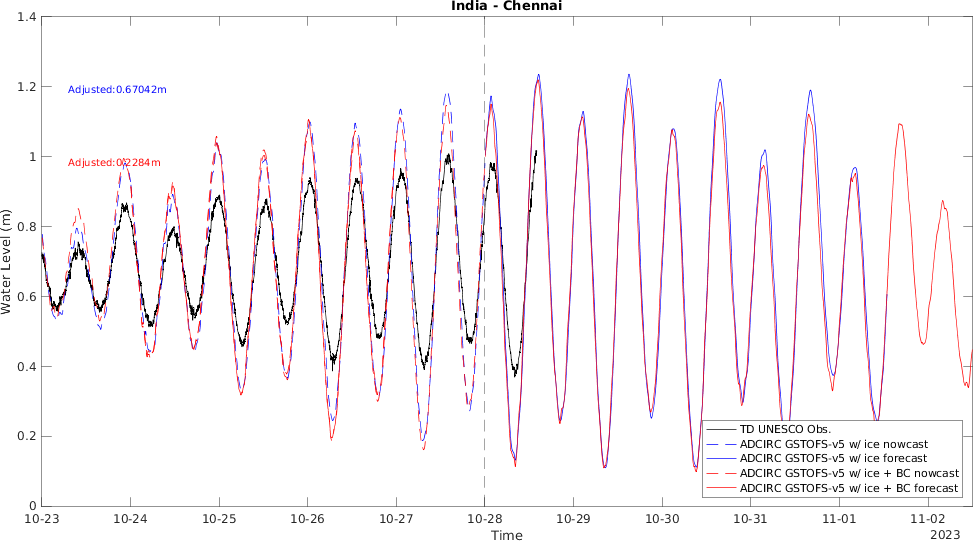 India - Chennai
1.4
1.2
1
0.8
0.6
0.4
0.2
0
Water Level (m)
Adjusted:0.67042m
Adjusted:0.2284m
10-23
10-24
10-25
10-26
10-27
10-28
10-29
10-30
10-31
11-01
11-02
Time
2023
TD UNESCO Obs.
ADCIRC GSTOFS-v5 w/ ice nowcast
ADCIRC GSTOFS-v5 w/ ice forecast
ADCIRC GSTOFS-v5 w/ ice + BC nowcast
ADCIRC GSTOFS-v5 w/ ice + BC forecast